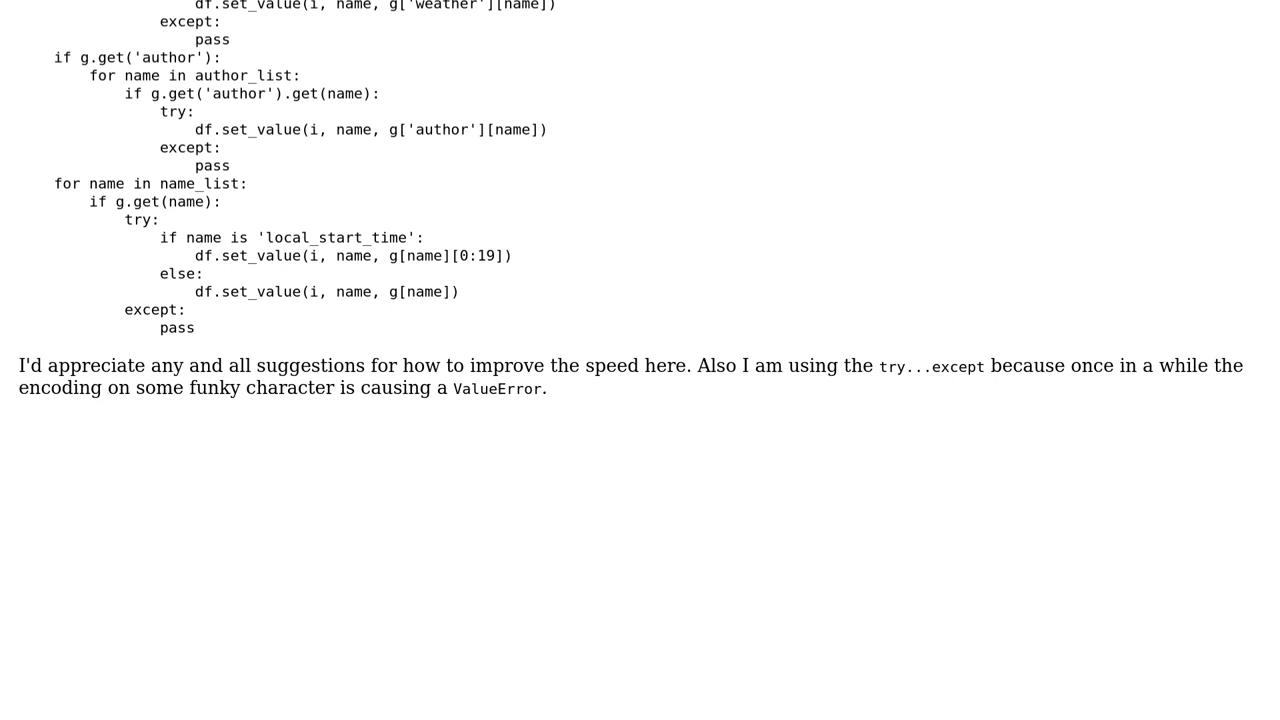 df.set_value(i, name, g['weather'][name])
                except:
                    pass
    if g.get('author'):
        for name in author_list:
            if g.get('author').get(name):
                try:
                    df.set_value(i, name, g['author'][name])
                except:
                    pass
    for name in name_list:
        if g.get(name):
            try:
                if name is 'local_start_time':
                    df.set_value(i, name, g[name][0:19])
                else:
                    df.set_value(i, name, g[name])
            except:
                pass
I'd appreciate any and all suggestions for how to improve the speed here. Also I am using the try...except because once in a while the
encoding on some funky character is causing a ValueError.